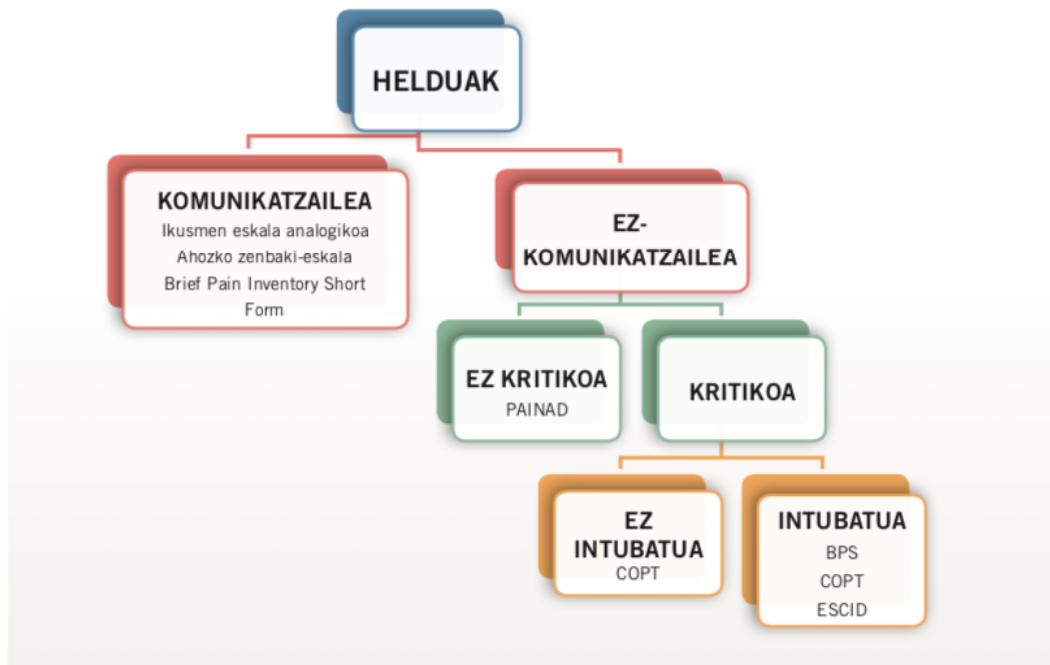 HELDUAK
KOMUNIKATZAILEA
Ikusmen eskala analogikoa
Ahozko zenbaki-eskala
Brief Pain Inventory Short
Form
EZ-
KOMUNIKATZAILEA
EZ KRITIKOA
PAINAD
KRITIKOA
EZ
INTUBATUA
COPT
INTUBATUA
BPS
COPT
ESCID